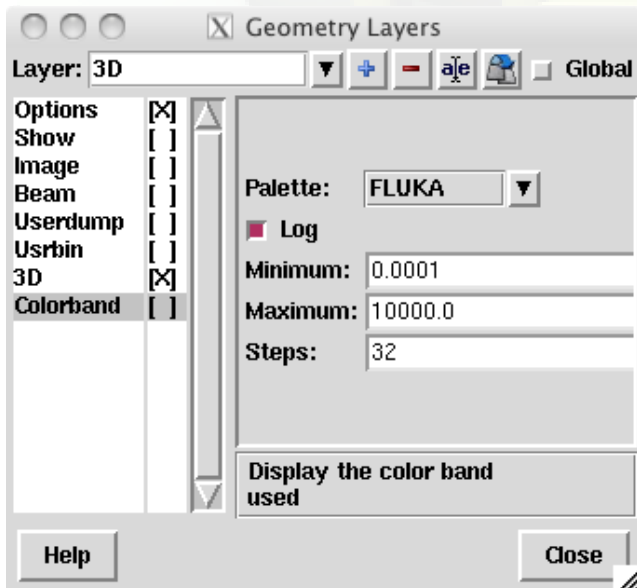 X Geometry Layers
Layer: 3D + - a|e Global
Options [X]
Show [ ]
Image [ ]
Beam [ ]
Userdump [ ]
Usrbin [ ]
3D [X]
Colorband [ ]
Palette: FLUKA
Log
Minimum: 0.0001
Maximum: 10000.0
Steps: 32
Display the color band
used
Help Close